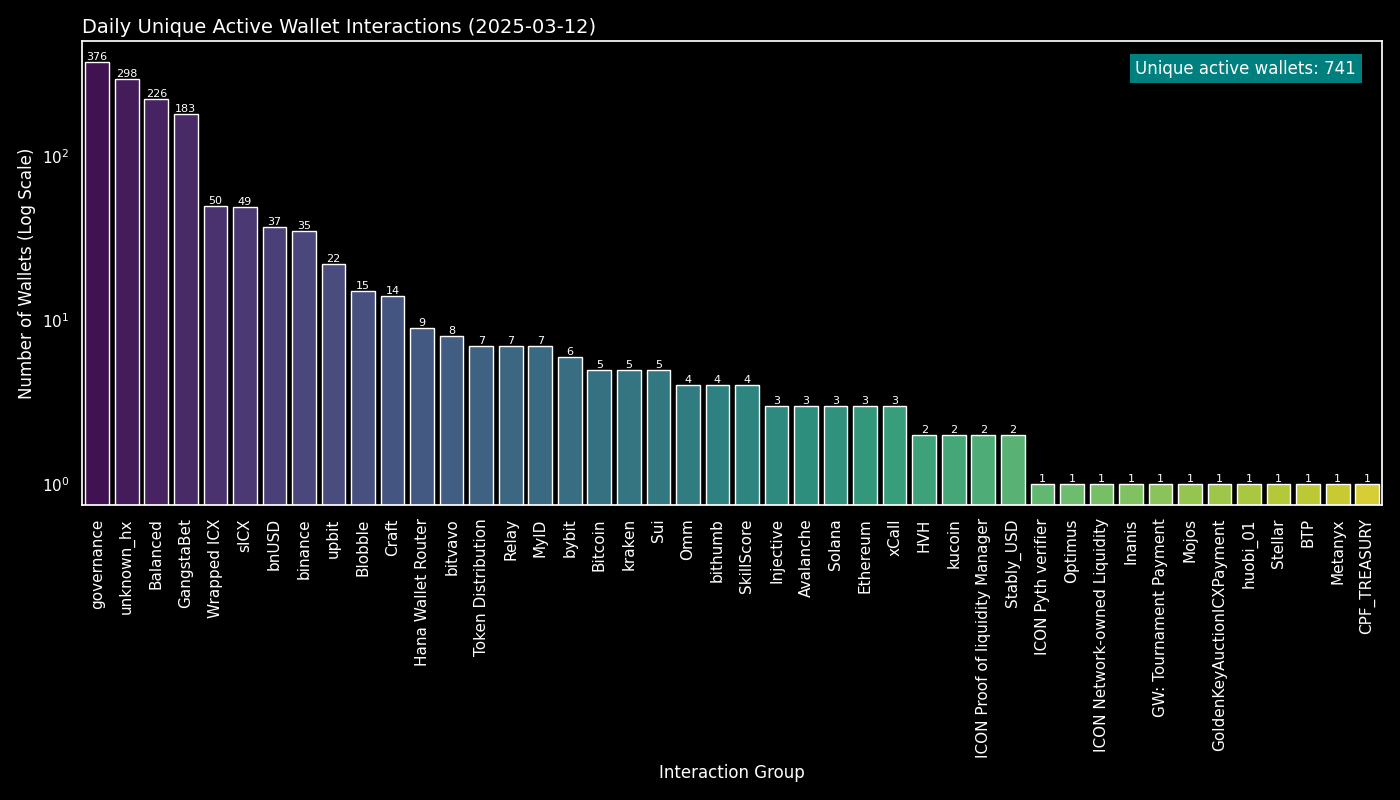 Daily Unique Active Wallet Interactions (2025-03-12)
Unique active wallets: 741
Number of Wallets (Log Scale)
10²
10¹
10⁰
376
298
226
183
50
49
37
35
22
15
14
9
8
7
7
7
6
5
5
5
4
4
4
3
3
3
3
3
2
2
2
2
1
1
1
1
1
1
1
1
1
1
1
1
governance
unknown_hx
Balanced
GangstaBet
Wrapped ICX
sICX
bnUSD
binance
upbit
Blobble
Craft
Hana Wallet Router
bitvavo
Token Distribution
Relay
MyID
bybit
Bitcoin
kraken
Sui
Omm
bithumb
SkillScore
Injective
Avalanche
Solana
Ethereum
xCall
HVH
kucoin
ICON Proof of liquidity Manager
Stably_USD
ICON Pyth verifier
Optimus
ICON Network-owned Liquidity
Inanis
GW: Tournament Payment
Mojos
GoldenKeyAuctionICXPayment
huobi_01
Stellar
BTP
Metanyx
CPF_TREASURY
Interaction Group